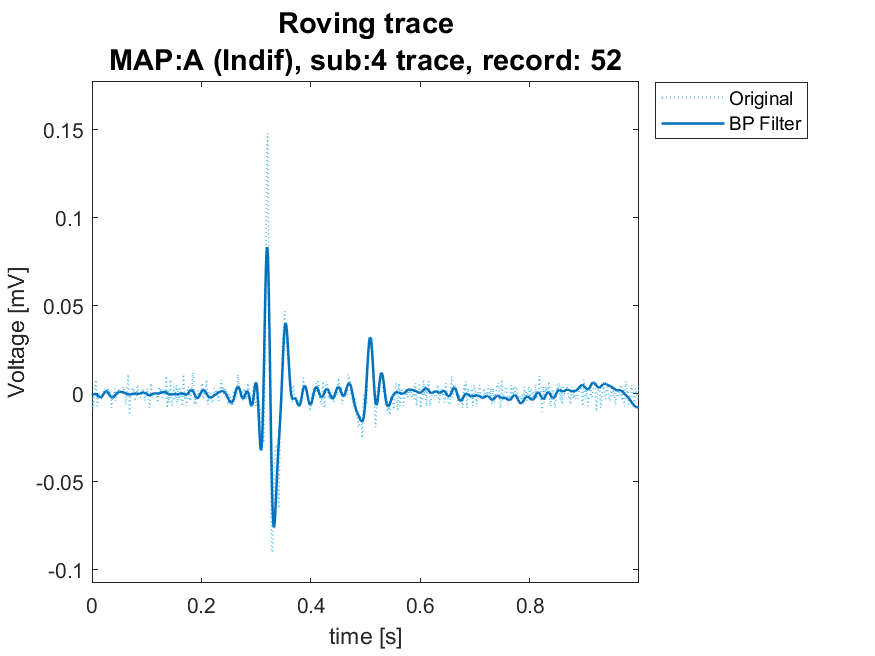 Roving trace
MAP:A (Indif), sub:4 trace, record: 52
Original
BP Filter
0.15
0.1
0.05
0
-0.05
-0.1
Voltage [mV]
0 0.2 0.4 0.6 0.8
time [s]